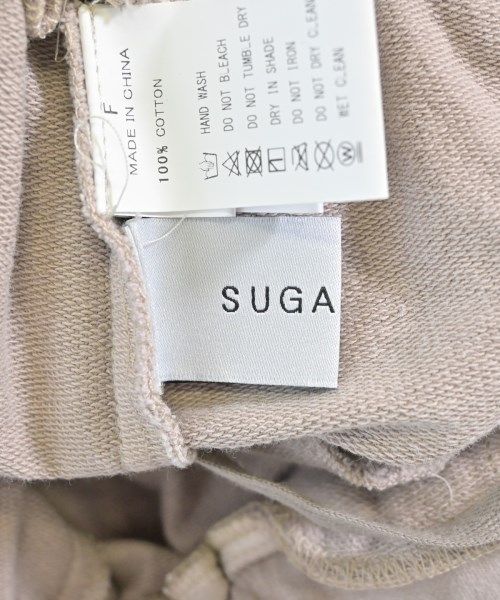 F
MADE IN CHINA
100% COTTON
HAND WASH
DO NOT BLEACH
DO NOT TUMBLE DRY
DRY IN SHADE
DO NOT IRON
DO NOT DRY CLEAN
WET CLEAN
W
SUGA